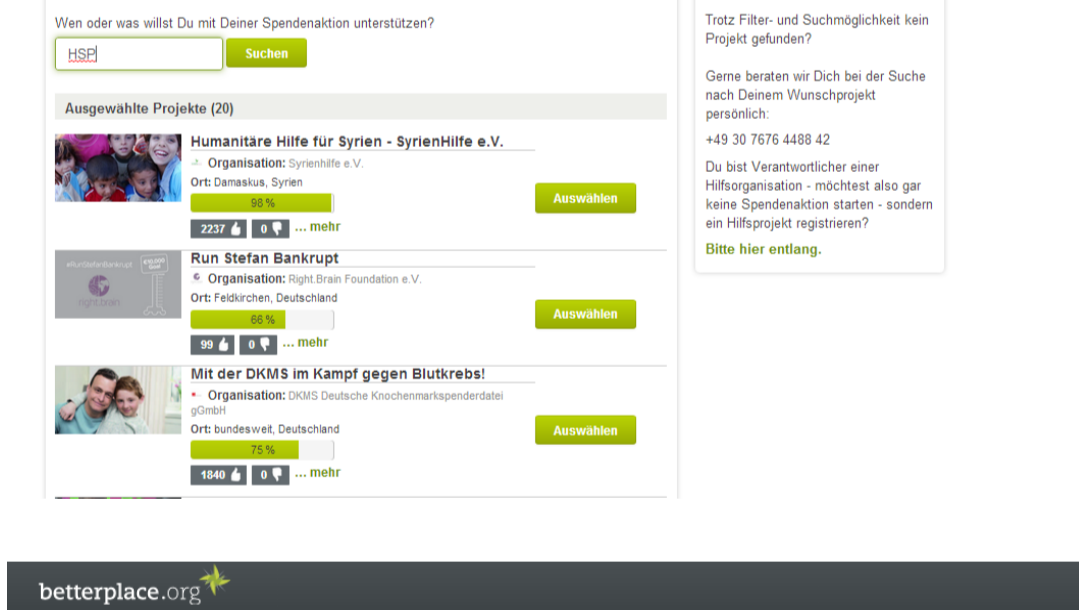 Wen oder was willst Du mit Deiner Spendenaktion unterstützen?
HSP
Suchen
Ausgewählte Projekte (20)
Humanitäre Hilfe für Syrien - SyrienHilfe e.V.
Organisation: Syrienhilfe e.V.
Ort: Damaskus, Syrien
98 %
2237 0 ... mehr
Auswählen
Run Stefan Bankrupt
Organisation: Right.Brain Foundation e.V.
Ort: Feldkirchen, Deutschland
66 %
99 0 ... mehr
Auswählen
right.brain
Mit der DKMS im Kampf gegen Blutkrebs!
Organisation: DKMS Deutsche Knochenmarkspenderdatei
gGmbH
Ort: bundesweit, Deutschland
75 %
1840 0 ... mehr
Auswählen
Trotz Filter- und Suchmöglichkeit kein
Projekt gefunden?
Gerne beraten wir Dich bei der Suche
nach Deinem Wunschprojekt
persönlich:
+49 30 7676 4488 42
Du bist Verantwortlicher einer
Hilfsorganisation - möchtest also gar
keine Spendenaktion starten - sondern
ein Hilfsprojekt registrieren?
Bitte hier entlang.
betterplace.org